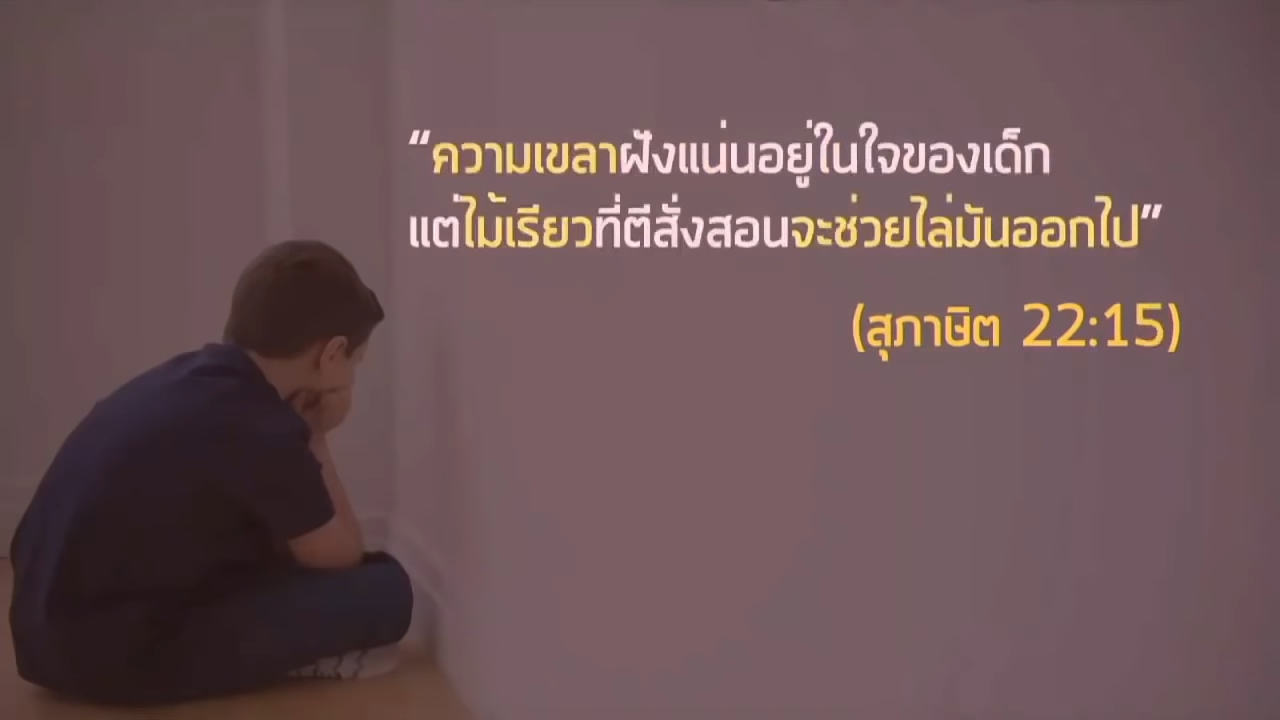 “ความเขลาฝังแน่นอยู่ในใจของเด็ก
แต่ไม้เรียวที่ตีสั่งสอนจะช่วยไล่มันออกไป”
(สุภาษิต 22:15)